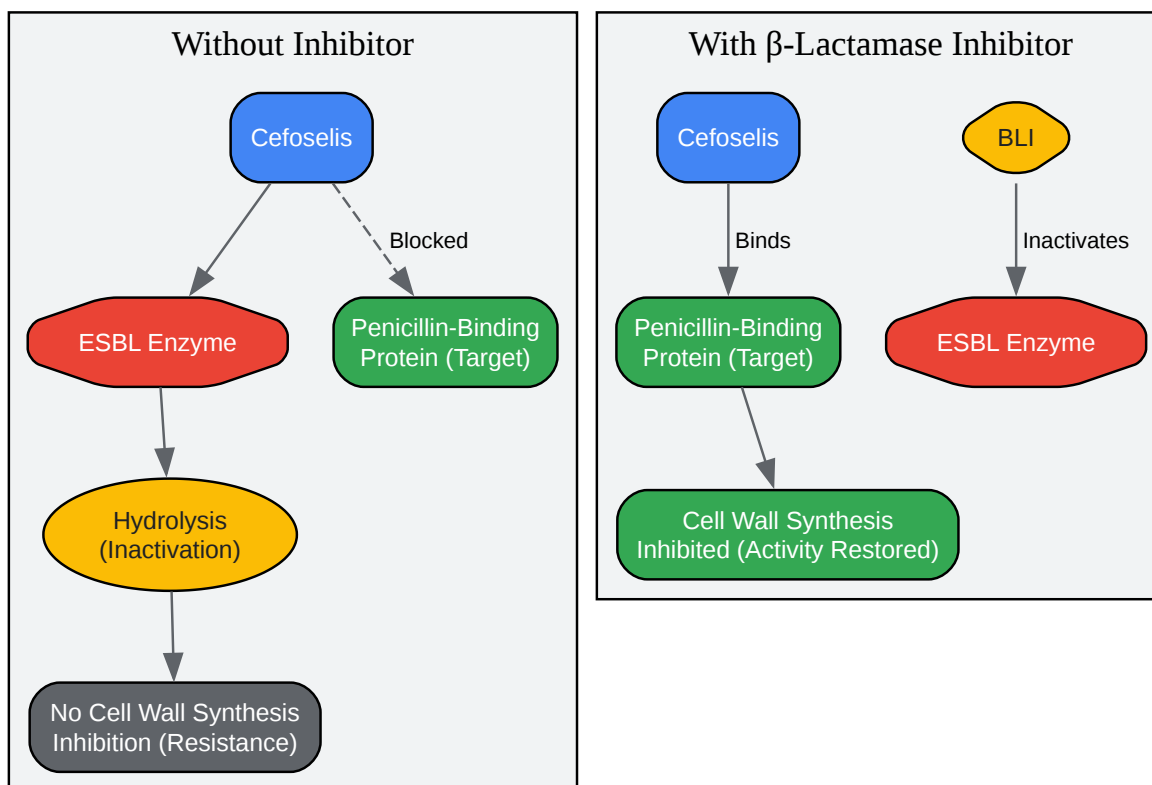 Without Inhibitor
Cefoselis
Blocked
ESBL Enzyme
Penicillin-Binding
Protein (Target)
Hydrolysis
(Inactivation)
No Cell Wall Synthesis
Inhibition (Resistance)
With β-Lactamase Inhibitor
Cefoselis
BLI
Binds
Inactivates
Penicillin-Binding
Protein (Target)
ESBL Enzyme
Cell Wall Synthesis
Inhibited (Activity Restored)